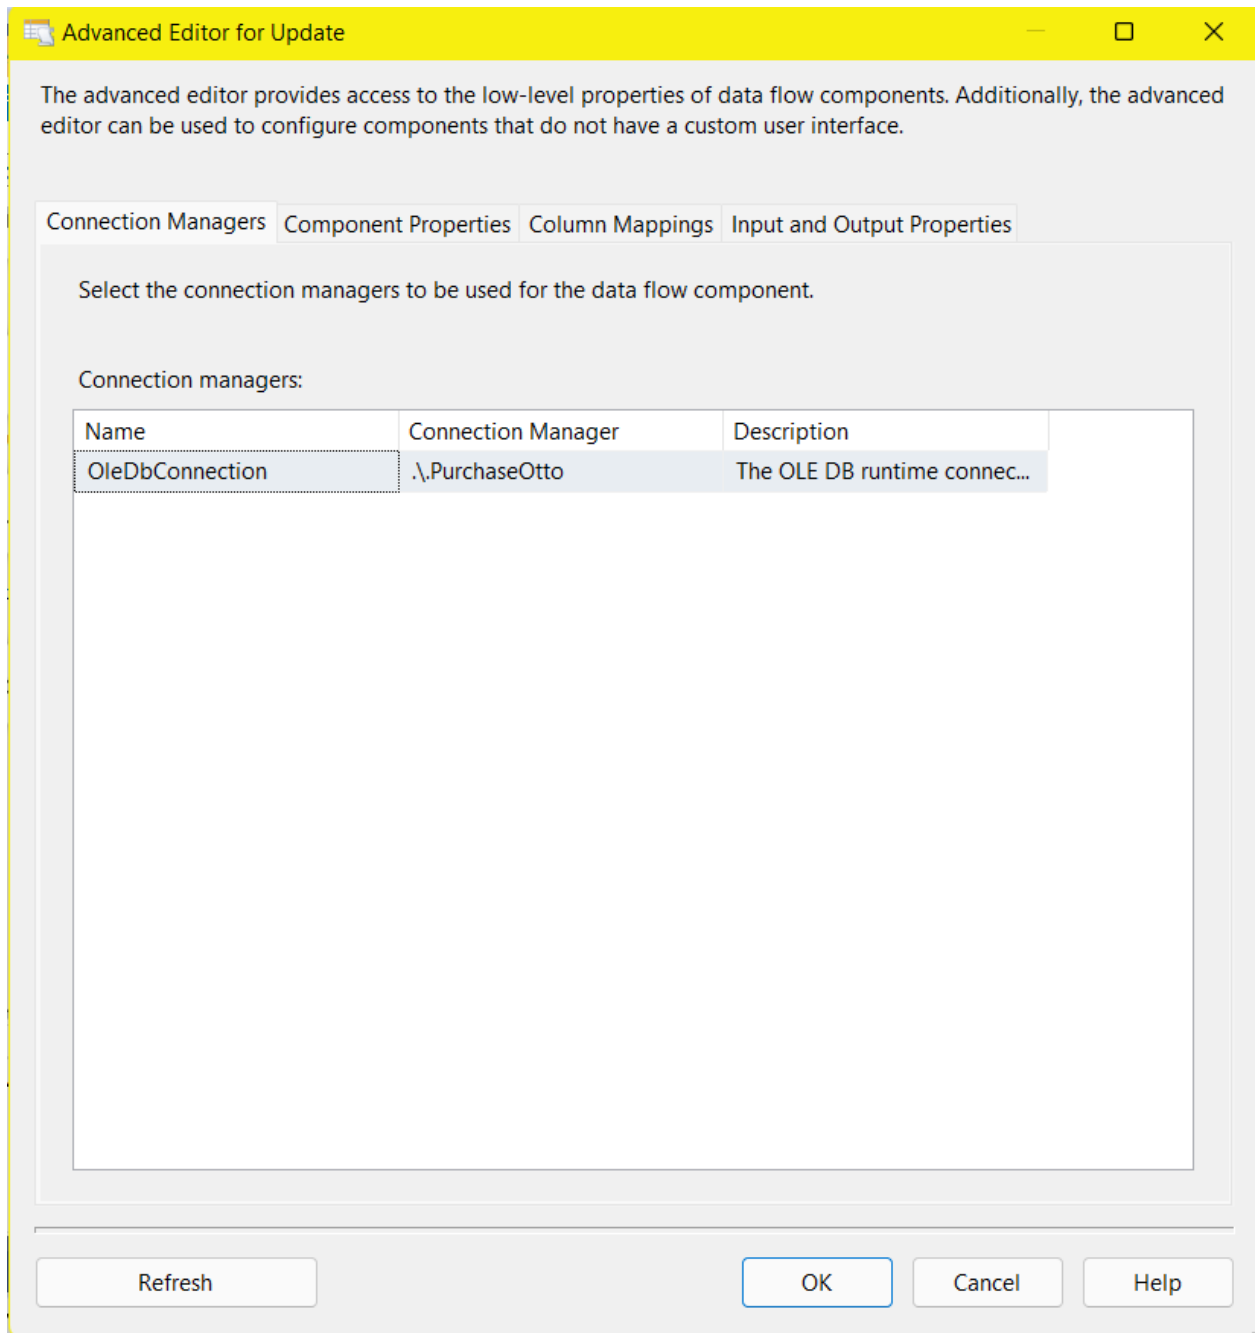 Advanced Editor for Update
The advanced editor provides access to the low-level properties of data flow components. Additionally, the advanced
editor can be used to configure components that do not have a custom user interface.
Connection Managers Component Properties Column Mappings Input and Output Properties
Select the connection managers to be used for the data flow component.
Connection managers:
Name Connection Manager Description
OleDbConnection .\.PurchaseOtto The OLE DB runtime connec...
Refresh OK Cancel Help